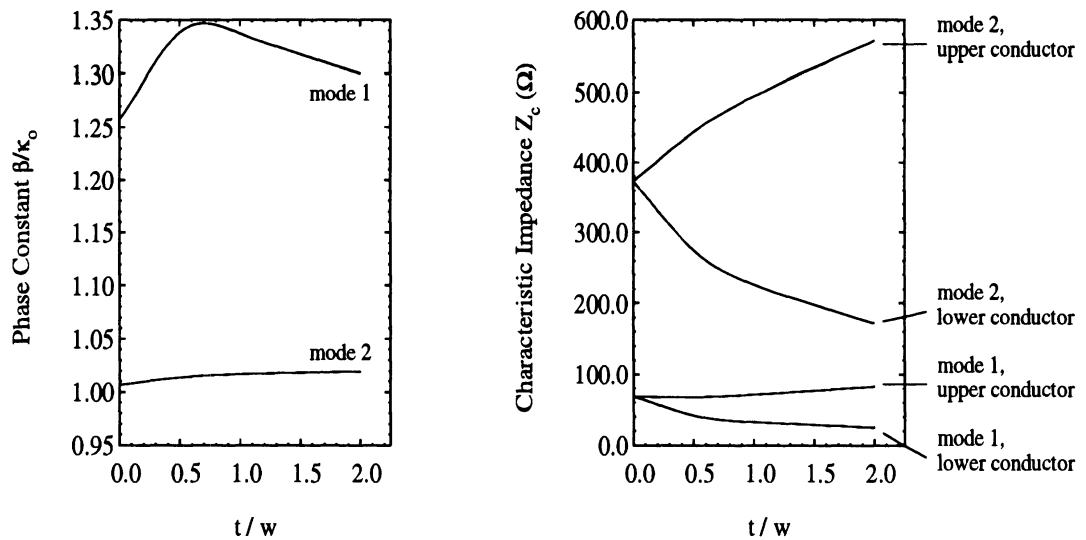 Phase Constant β/κo
1.35
1.30
1.25
1.20
1.15
1.10
1.05
1.00
0.95
mode 1
mode 2
0.0 0.5 1.0 1.5 2.0
t / w
Characteristic Impedance Zc (Ω)
600.0
500.0
400.0
300.0
200.0
100.0
0.0
0.0 0.5 1.0 1.5 2.0
t / w
mode 2,
upper conductor
mode 2,
lower conductor
mode 1,
upper conductor
mode 1,
lower conductor